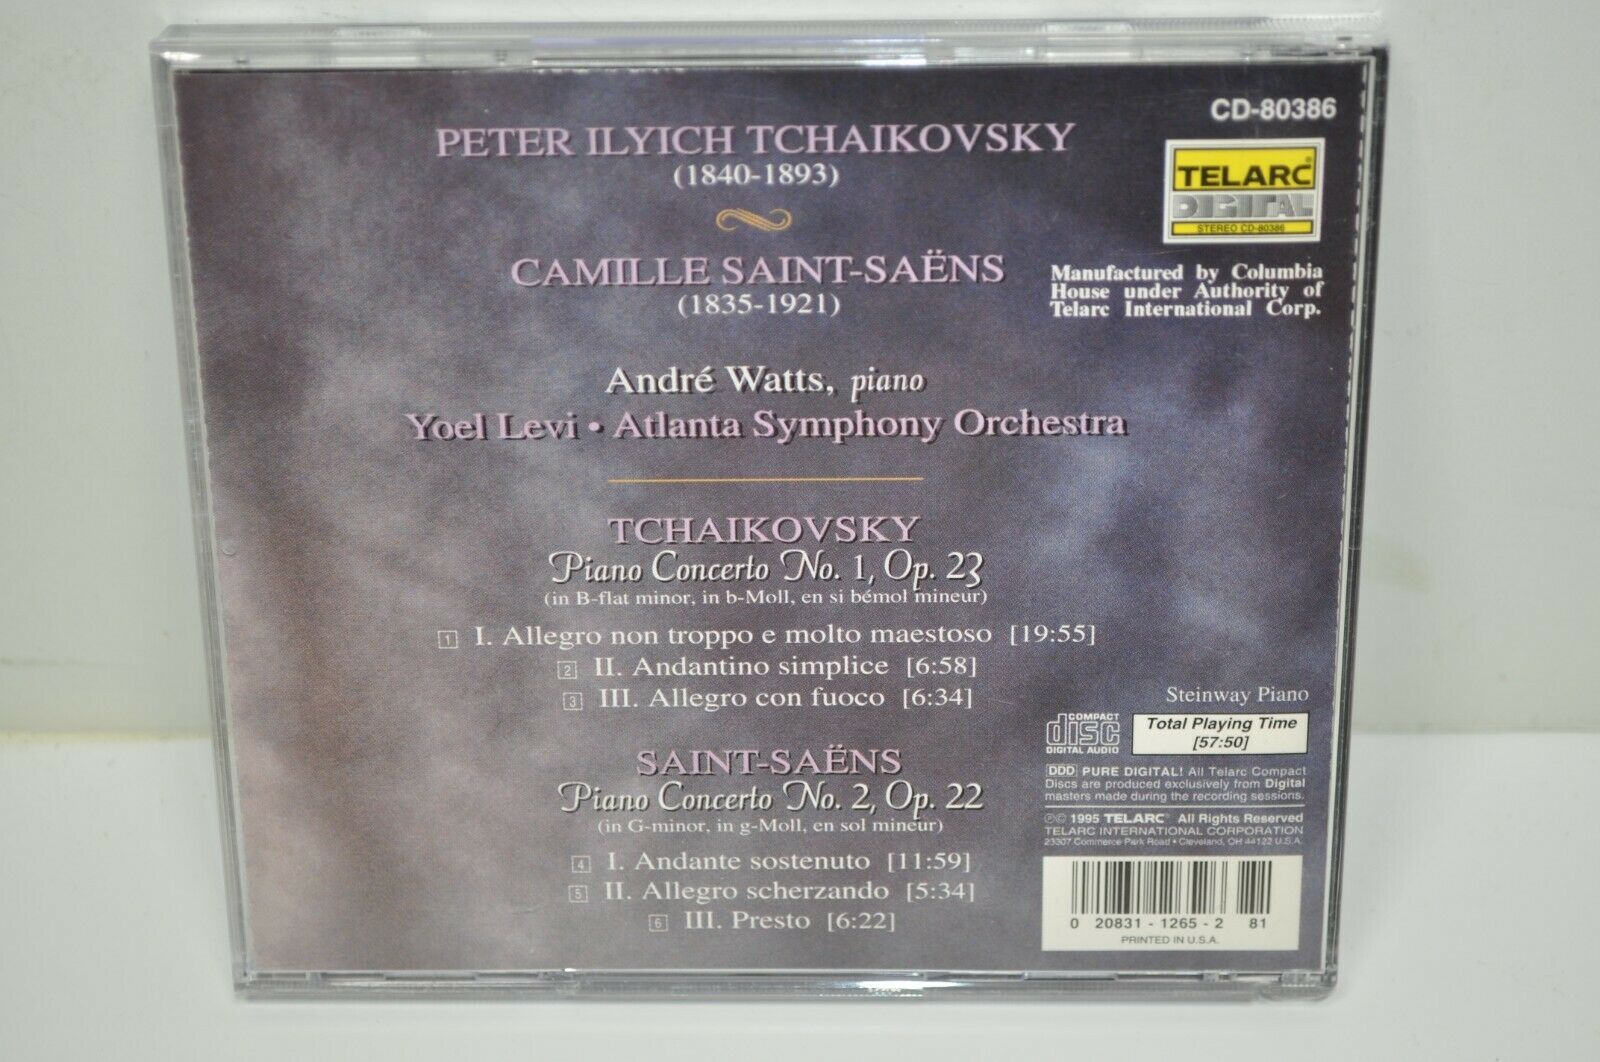 CD-80386
PETER ILYICH TCHAIKOVSKY
(1840-1893)
TELARC®
DIGITAL
STEREO CD-80386
CAMILLE SAINT-SAËNS
(1835-1921)
Manufactured by Columbia
House under Authority of
Telarc International Corp.
André Watts, piano
Yoel Levi • Atlanta Symphony Orchestra
TCHAIKOVSKY
Piano Concerto No. 1, Op. 23
(in B-flat minor, in b-Moll, en si bémol mineur)
1 I. Allegro non troppo e molto maestoso [19:55]
2 II. Andantino simplice [6:58]
3 III. Allegro con fuoco [6:34]
SAINT-SAËNS
Piano Concerto No. 2, Op. 22
(in G-minor, in g-Moll, en sol mineur)
4 I. Andante sostenuto [11:59]
5 II. Allegro scherzando [5:34]
6 III. Presto [6:22]
Steinway Piano
COMPACT
disc
DIGITAL AUDIO
Total Playing Time
[57:50]
DDD PURE DIGITAL! All Telarc Compact
Discs are produced exclusively from Digital
masters made during the recording sessions.
℗© 1995 TELARC® All Rights Reserved
TELARC INTERNATIONAL CORPORATION
23307 Commerce Park Road • Cleveland, OH 44122 U.S.A.
0 20831 - 1265 - 2 81
PRINTED IN U.S.A.